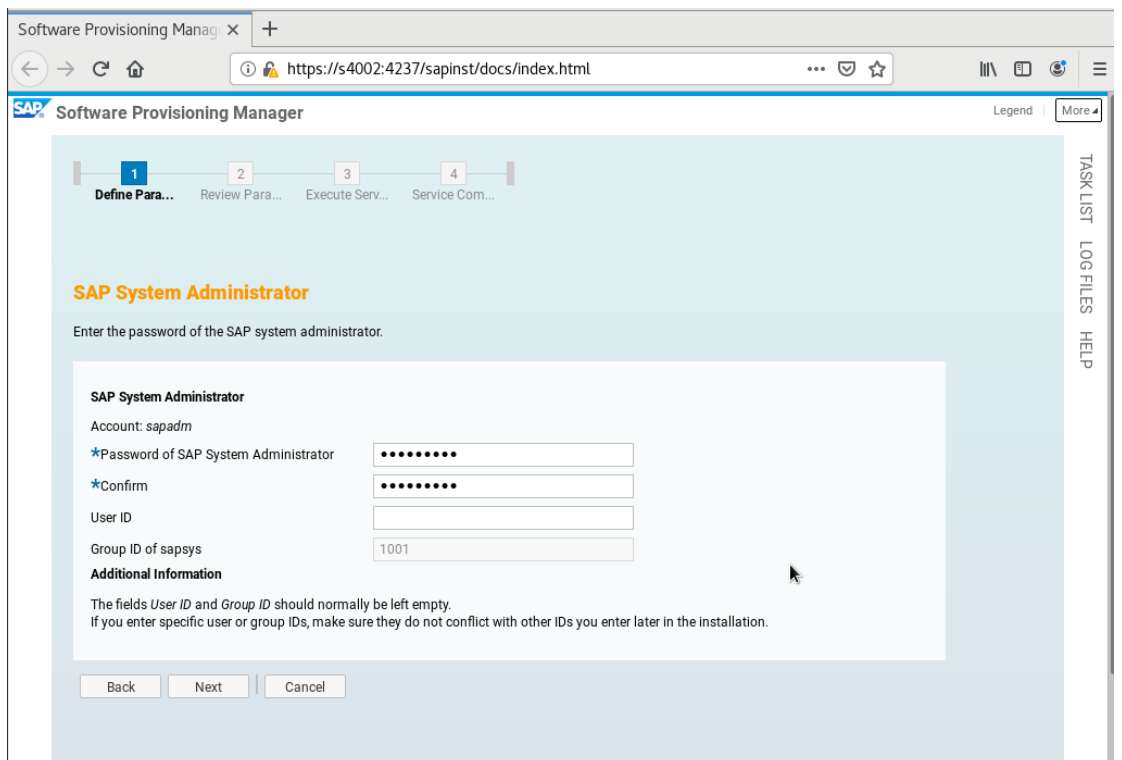 Software Provisioning Manag
https://s4002:4237/sapinst/docs/index.html
SAP Software Provisioning Manager
Legend
More
1
2
3
4
Define Para...
Review Para...
Execute Serv...
Service Com...
TASK LIST
LOG FILES
HELP
SAP System Administrator
Enter the password of the SAP system administrator.
SAP System Administrator
Account: sapadm
*Password of SAP System Administrator
*Confirm
User ID
Group ID of sapsys
1001
Additional Information
The fields User ID and Group ID should normally be left empty.
If you enter specific user or group IDs, make sure they do not conflict with other IDs you enter later in the installation.
Back
Next
Cancel